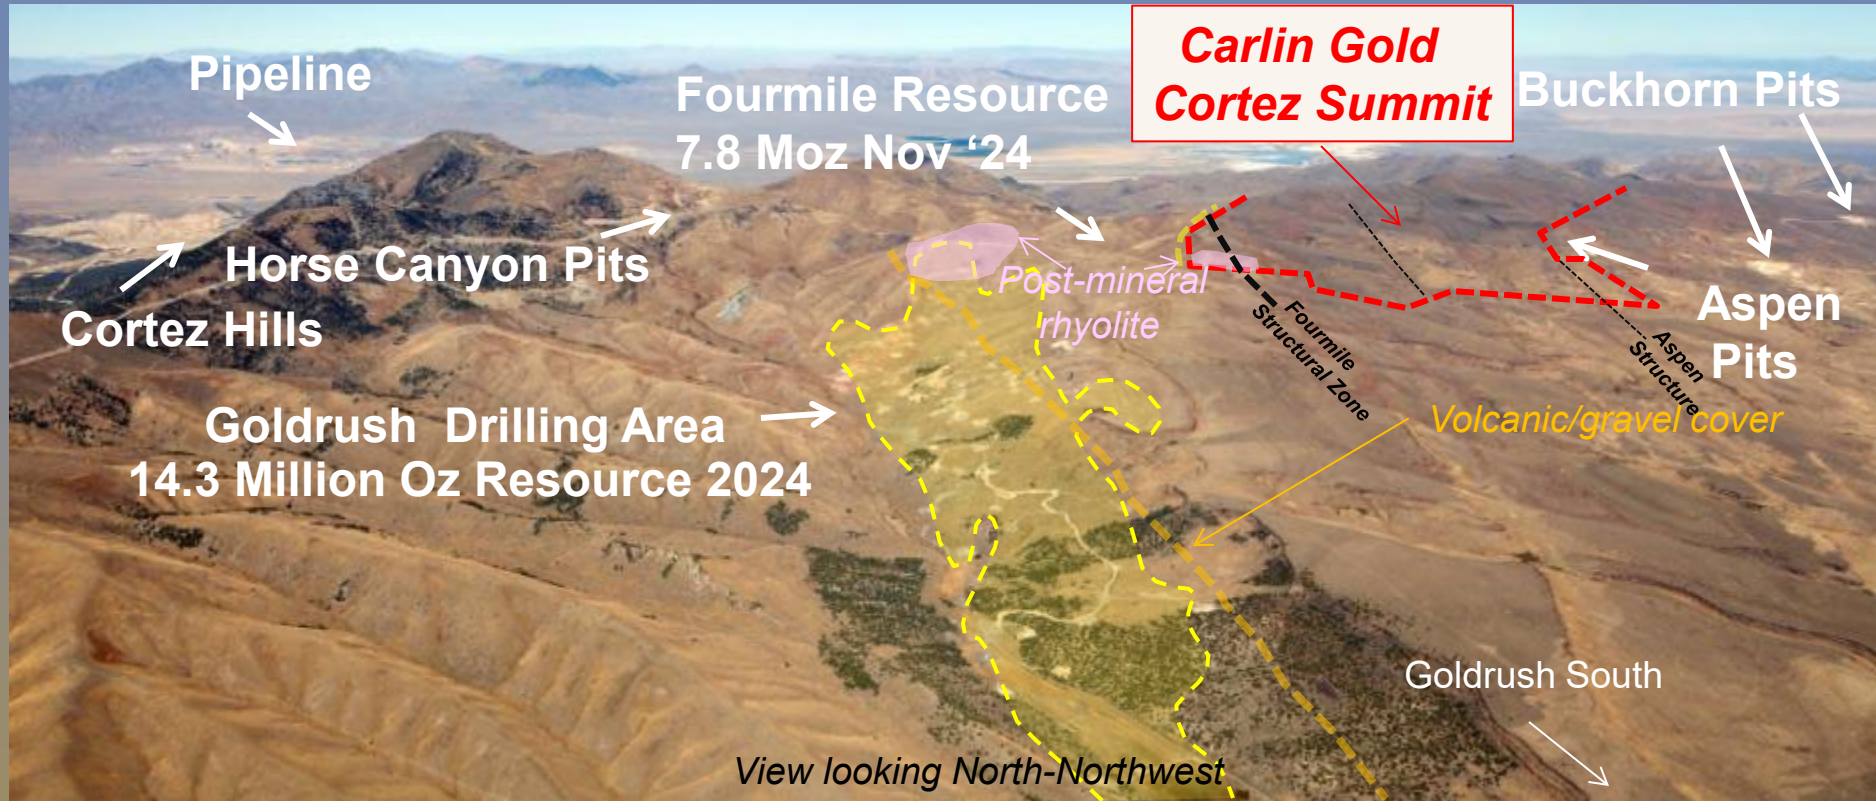 Pipeline
Fourmile Resource
7.8 Moz Nov ‘24
Carlin Gold
Cortez Summit
Buckhorn Pits
Horse Canyon Pits
Cortez Hills
Post-mineral
rhyolite
Fourmile
Structural Zone
Aspen
Structure
Aspen
Pits
Goldrush  Drilling Area
14.3 Million Oz Resource 2024
Volcanic/gravel cover
Goldrush South
View looking North-Northwest